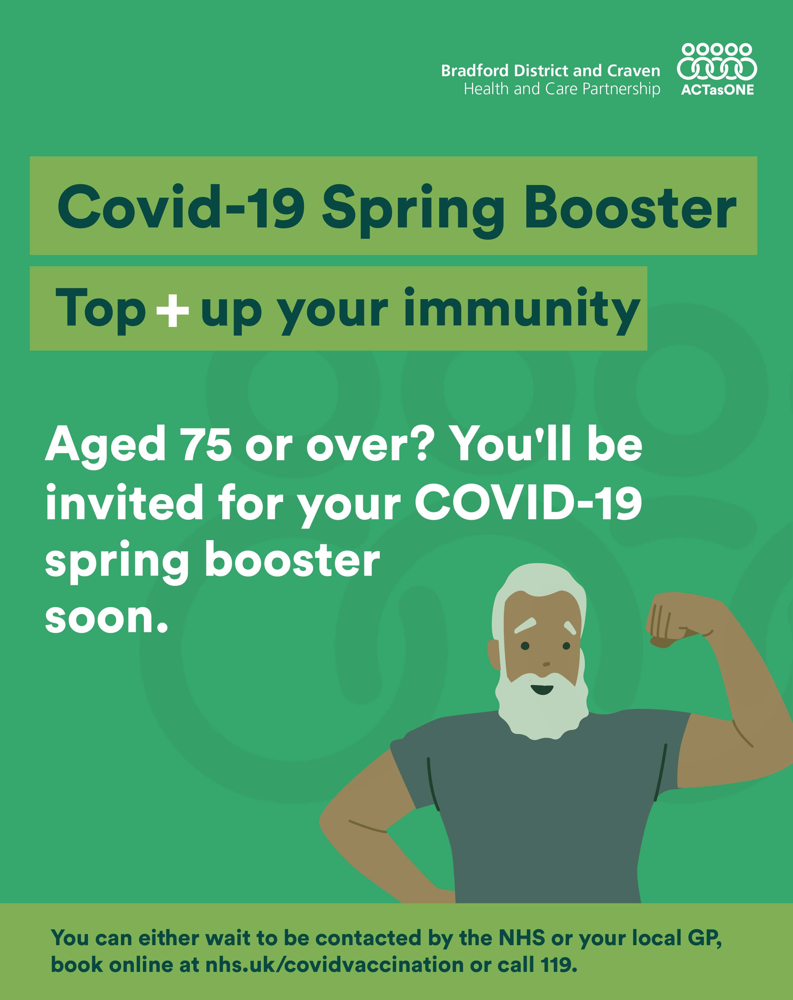 Bradford District and Craven
Health and Care Partnership
ACTasONE
Covid-19 Spring Booster
Top + up your immunity
Aged 75 or over? You'll be
invited for your COVID-19
spring booster
soon.
You can either wait to be contacted by the NHS or your local GP,
book online at nhs.uk/covidvaccination or call 119.